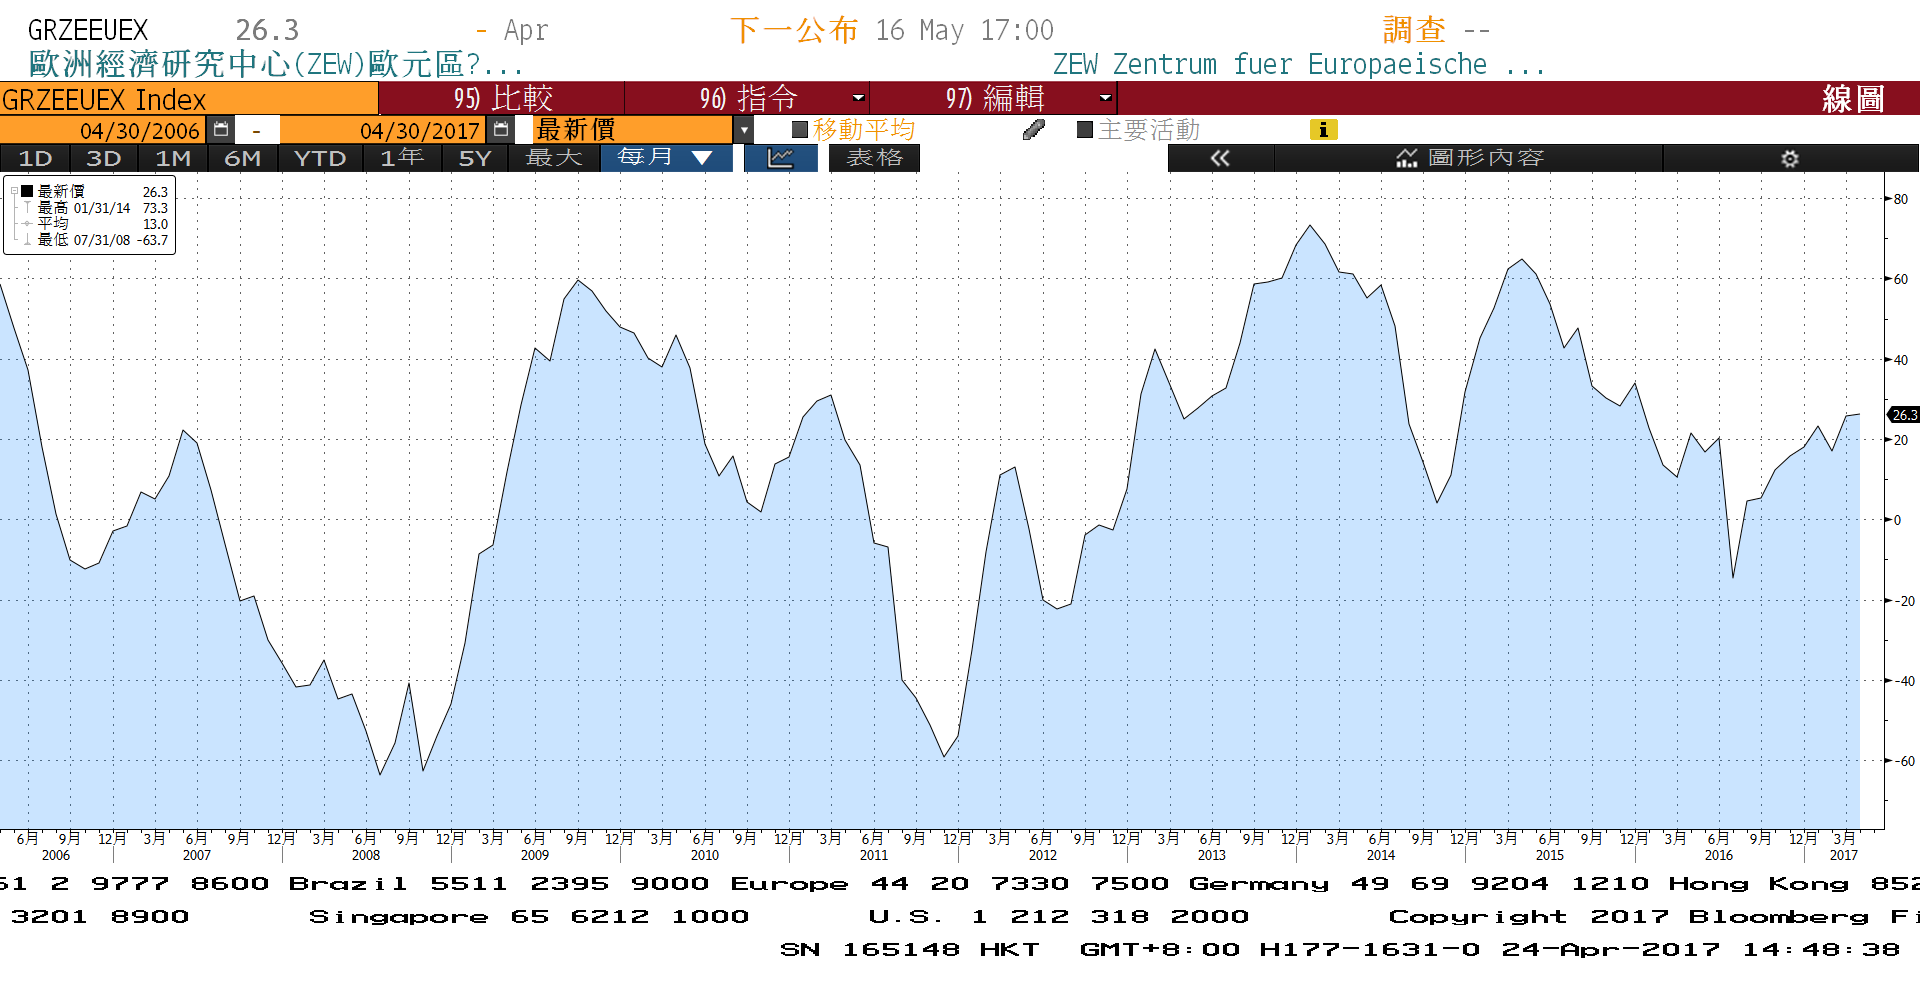 GRZEEUEX 26.3 - Apr 下一公布 16 May 17:00 調查 --
歐洲經濟研究中心(ZEW)歐元區?... ZEW Zentrum fuer Europaeische ...
GRZEEUEX Index 95) 比較 96) 指令 97) 編輯 線圖
04/30/2006 - 04/30/2017 最新價 移動平均 主要活動
1D 3D 1M 6M YTD 1年 5Y 最大 每月 ▼ 表格 « 圖形內容
最新價 26.3
最高 01/31/14 73.3
平均 13.0
最低 07/31/08 -63.7
80
60
40
26.3
20
0
-20
-40
-60
6月 9月 12月 3月 6月 9月 12月 3月 6月 9月 12月 3月 6月 9月 12月 3月 6月 9月 12月 3月 6月 9月 12月 3月 6月 9月 12月 3月 6月 9月 12月 3月 6月 9月 12月 3月 6月 9月 12月 3月 6月 9月 12月 3月
2006 2007 2008 2009 2010 2011 2012 2013 2014 2015 2016 2017
61 2 9777 8600 Brazil 5511 2395 9000 Europe 44 20 7330 7500 Germany 49 69 9204 1210 Hong Kong 852
3201 8900 Singapore 65 6212 1000 U.S. 1 212 318 2000 Copyright 2017 Bloomberg Fi
SN 165148 HKT GMT+8:00 H177-1631-0 24-Apr-2017 14:48:38